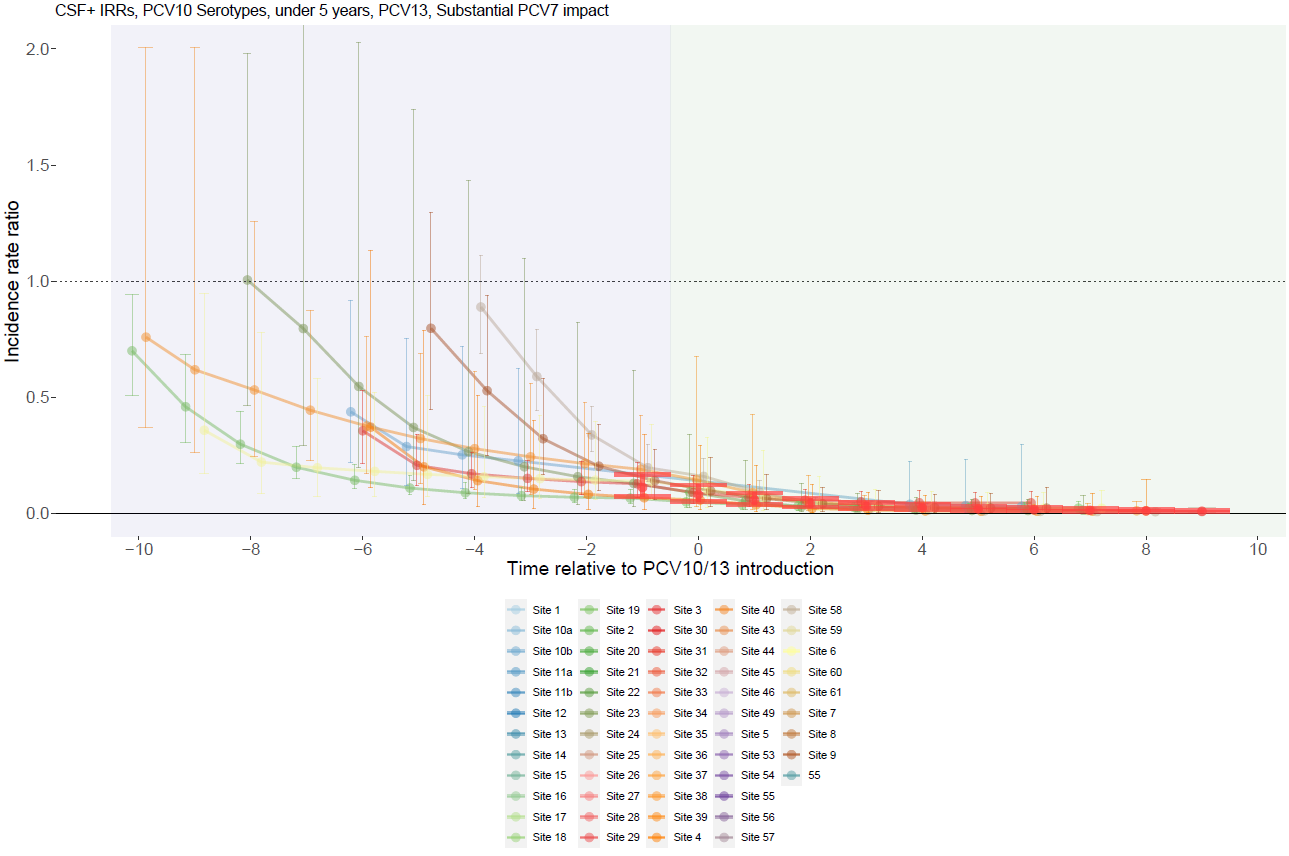 CSF+ IRRs, PCV10 Serotypes, under 5 years, PCV13, Substantial PCV7 impact
Incidence rate ratio
2.0
1.5
1.0
0.5
0.0
−10 −8 −6 −4 −2 0 2 4 6 8 10
Time relative to PCV10/13 introduction
Site 1 Site 19 Site 3 Site 40 Site 58
Site 10a Site 2 Site 30 Site 43 Site 59
Site 10b Site 20 Site 31 Site 44 Site 6
Site 11a Site 21 Site 32 Site 45 Site 60
Site 11b Site 22 Site 33 Site 46 Site 61
Site 12 Site 23 Site 34 Site 49 Site 7
Site 13 Site 24 Site 35 Site 5 Site 8
Site 14 Site 25 Site 36 Site 53 Site 9
Site 15 Site 26 Site 37 Site 54 55
Site 16 Site 27 Site 38 Site 55
Site 17 Site 28 Site 39 Site 56
Site 18 Site 29 Site 4 Site 57